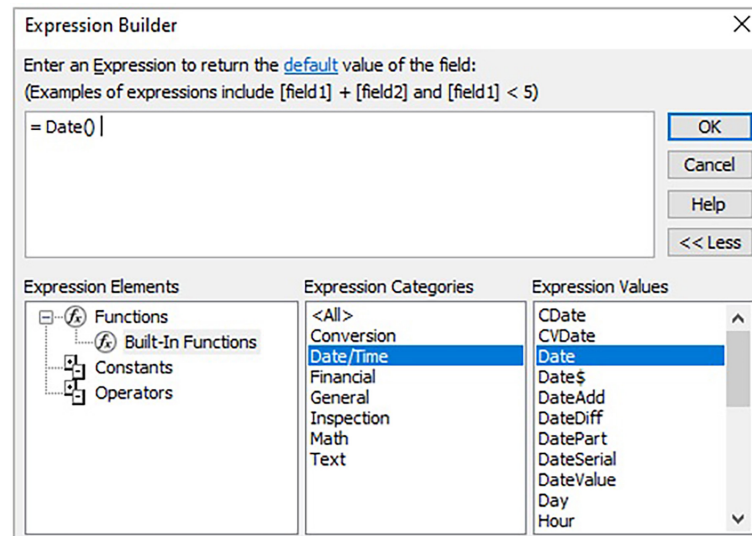 Expression Builder
Enter an Expression to return the default value of the field:
(Examples of expressions include [field1] + [field2] and [field1] < 5)
= Date()
OK
Cancel
Help
<< Less
Expression Elements
Functions
Built-In Functions
Constants
Operators
Expression Categories
<All>
Conversion
Date/Time
Financial
General
Inspection
Math
Text
Expression Values
CDate
CVDate
Date
Date$
DateAdd
DateDiff
DatePart
DateSerial
DateValue
Day
Hour